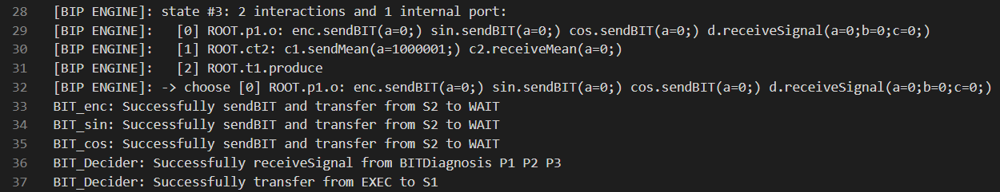 28 [BIP ENGINE]: state #3: 2 interactions and 1 internal port:
29 [BIP ENGINE]:   [0] ROOT.p1.o: enc.sendBIT(a=0;) sin.sendBIT(a=0;) cos.sendBIT(a=0;) d.receiveSignal(a=0;b=0;c=0;)
30 [BIP ENGINE]:   [1] ROOT.ct2: c1.sendMean(a=1000001;) c2.receiveMean(a=0;)
31 [BIP ENGINE]:   [2] ROOT.t1.produce
32 [BIP ENGINE]: -> choose [0] ROOT.p1.o: enc.sendBIT(a=0;) sin.sendBIT(a=0;) cos.sendBIT(a=0;) d.receiveSignal(a=0;b=0;c=0;)
33 BIT_enc: Successfully sendBIT and transfer from S2 to WAIT
34 BIT_sin: Successfully sendBIT and transfer from S2 to WAIT
35 BIT_cos: Successfully sendBIT and transfer from S2 to WAIT
36 BIT_Decider: Successfully receiveSignal from BITDiagnosis P1 P2 P3
37 BIT_Decider: Successfully transfer from EXEC to S1